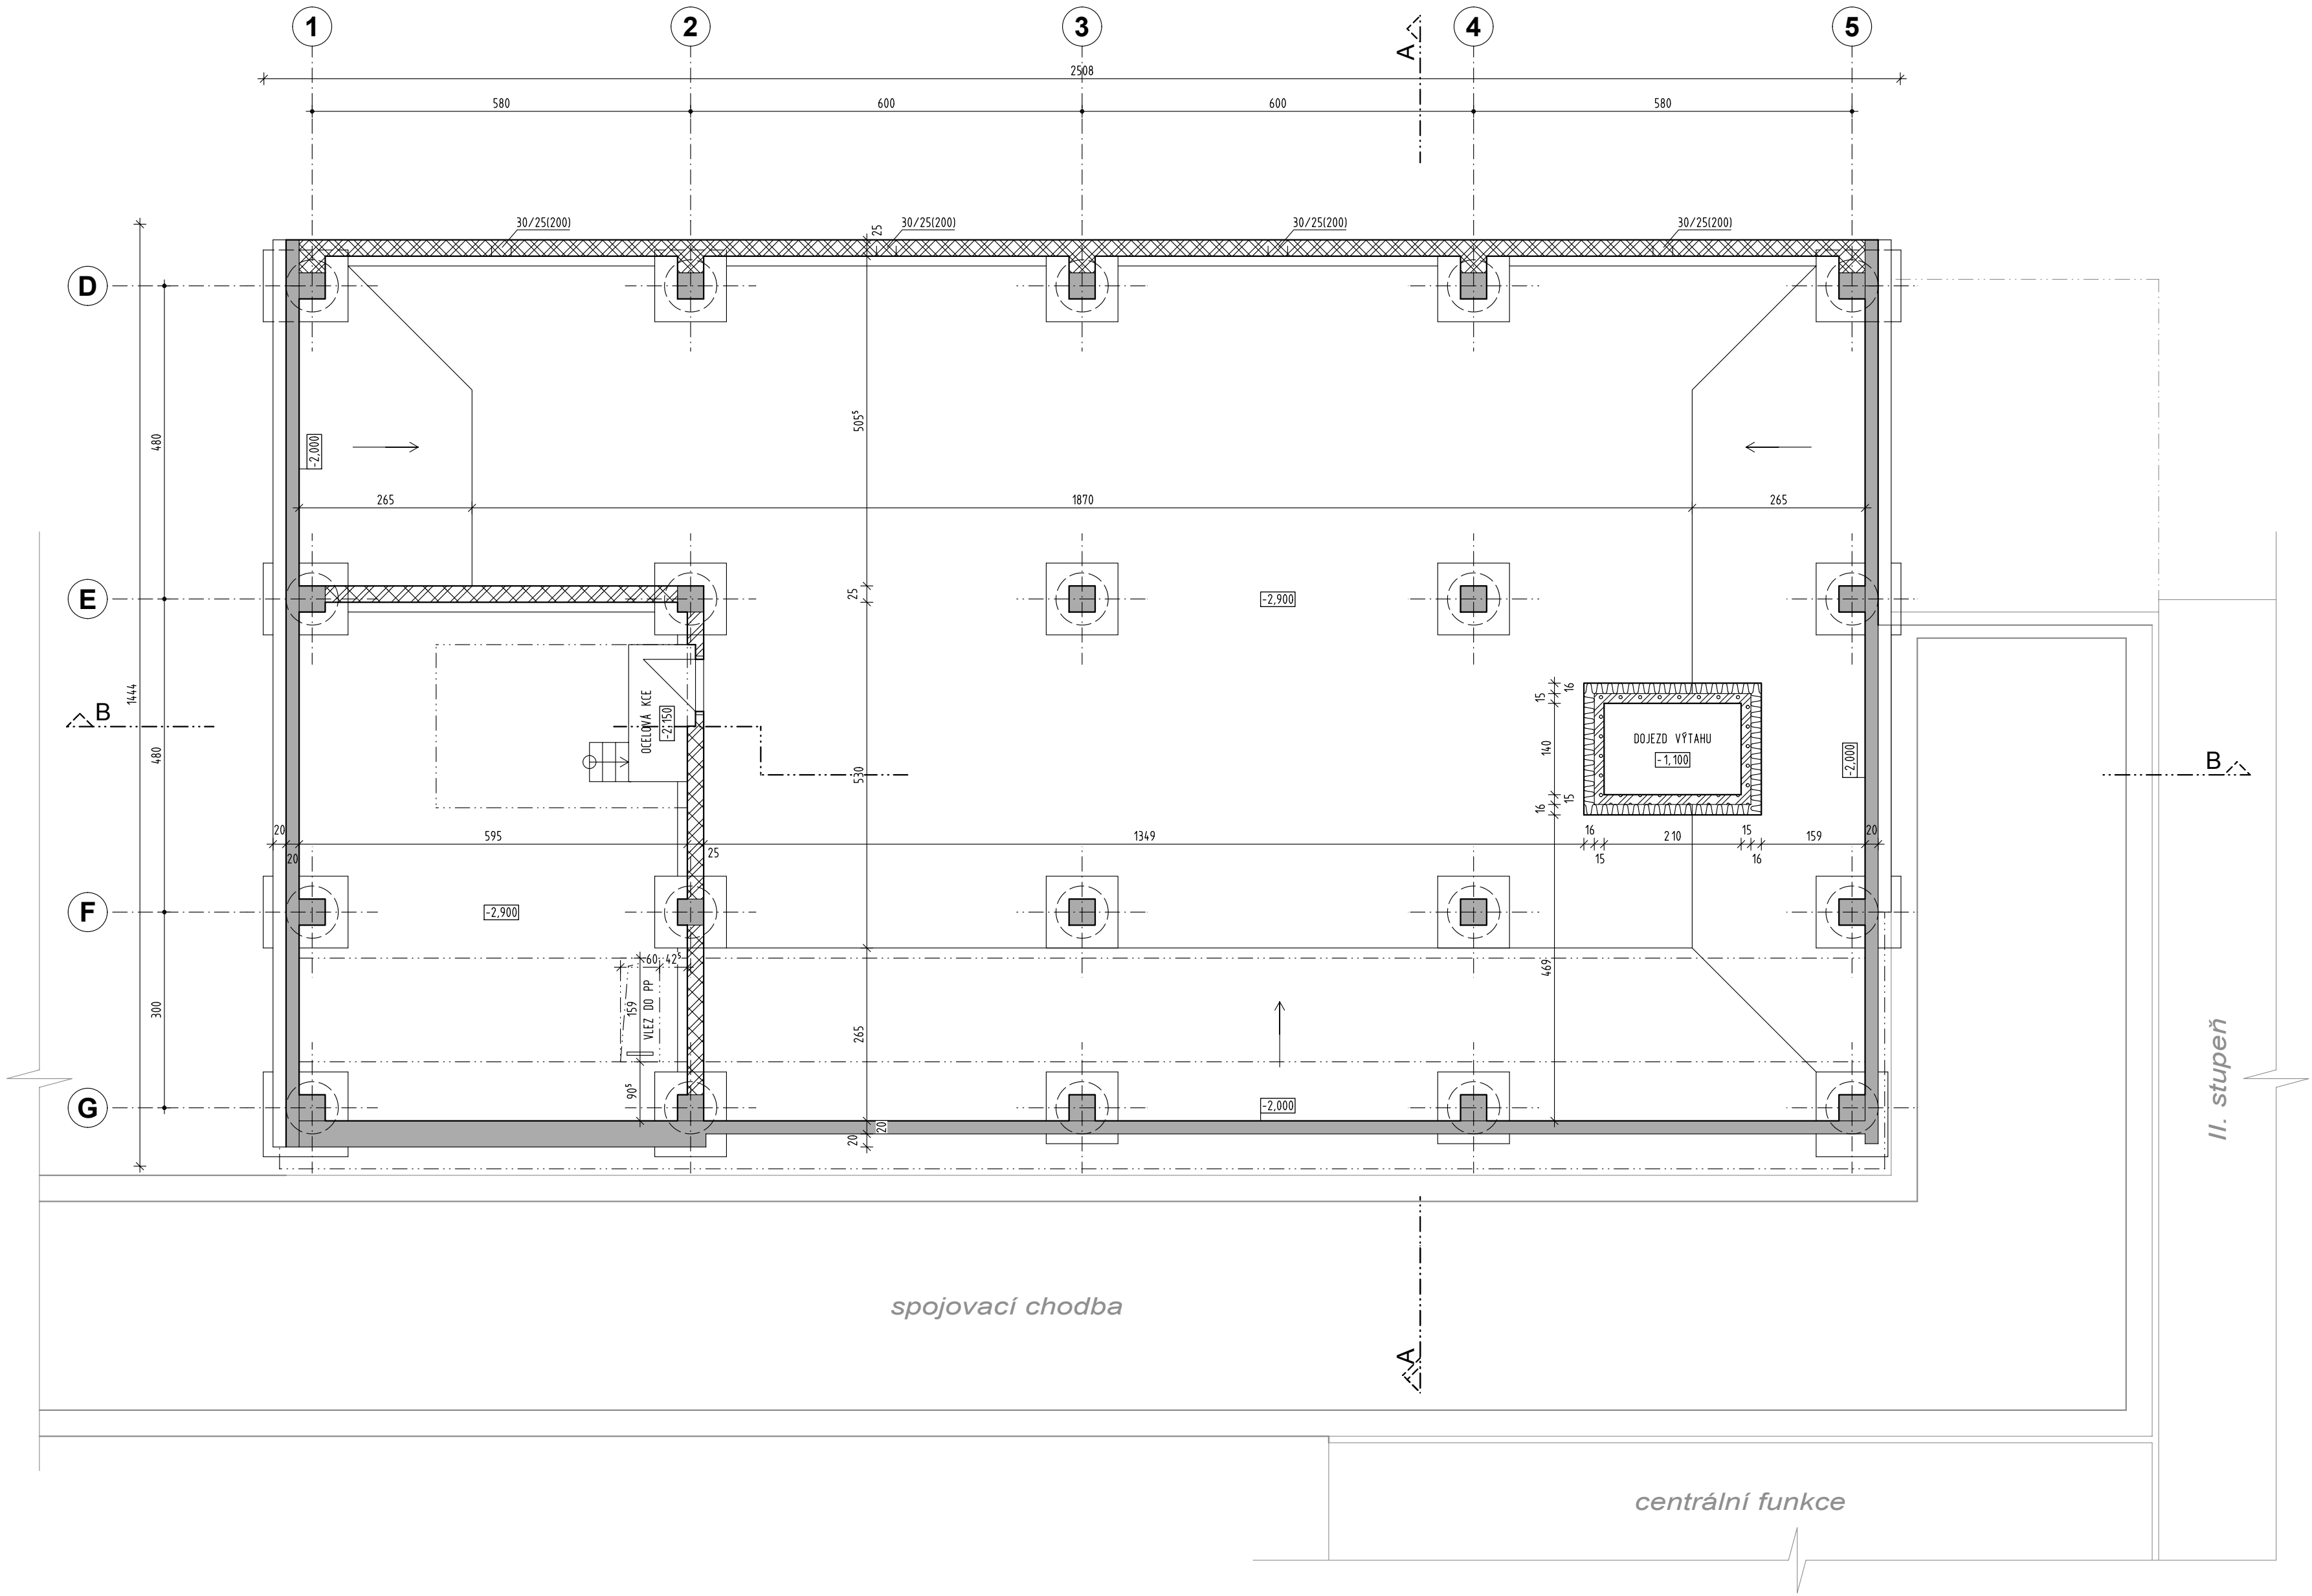 1 2 3 4 5
A
2508
580 600 600 580
30/25(200) 25 30/25(200) 30/25(200) 30/25(200)
D
480
-2,000
505⁵
265 1870 265
E
25
-2,900
1444
B
OCELOVÁ KCE
-2,150
480
530
16
15
140
DOJEZD VÝTAHU
-1,100
15
16
-2,000
B
20 20 595 25 1349 16 15 210 15 16 159 20
F
-2,900
60 42⁵
159
VLEZ DO PP
469
300
265
90⁵
G
-2,000
20
20
II. stupeň
spojovací chodba
A
centrální funkce